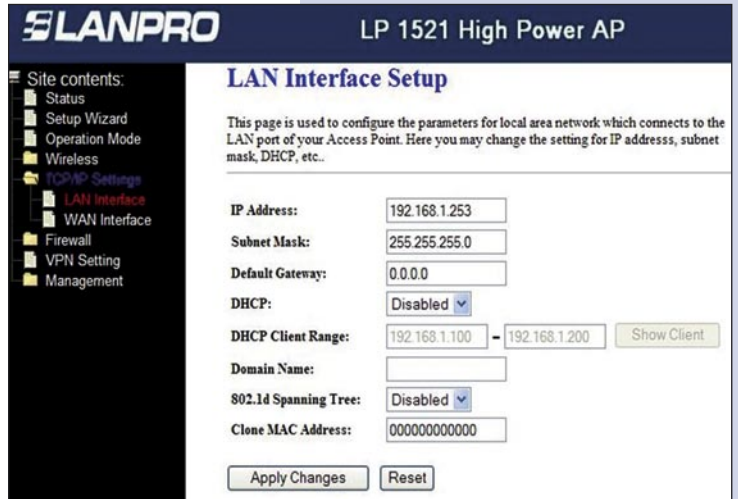 LANPRO
LP 1521 High Power AP
Site contents:
Status
Setup Wizard
Operation Mode
Wireless
TCP/IP Settings
LAN Interface
WAN Interface
Firewall
VPN Setting
Management
LAN Interface Setup
This page is used to configure the parameters for local area network which connects to the
LAN port of your Access Point. Here you may change the setting for IP addresss, subnet
mask, DHCP, etc..
IP Address: 192.168.1.253
Subnet Mask: 255.255.255.0
Default Gateway: 0.0.0.0
DHCP: Disabled
DHCP Client Range: 192.168.1.100 - 192.168.1.200 Show Client
Domain Name:
802.1d Spanning Tree: Disabled
Clone MAC Address: 000000000000
Apply Changes Reset